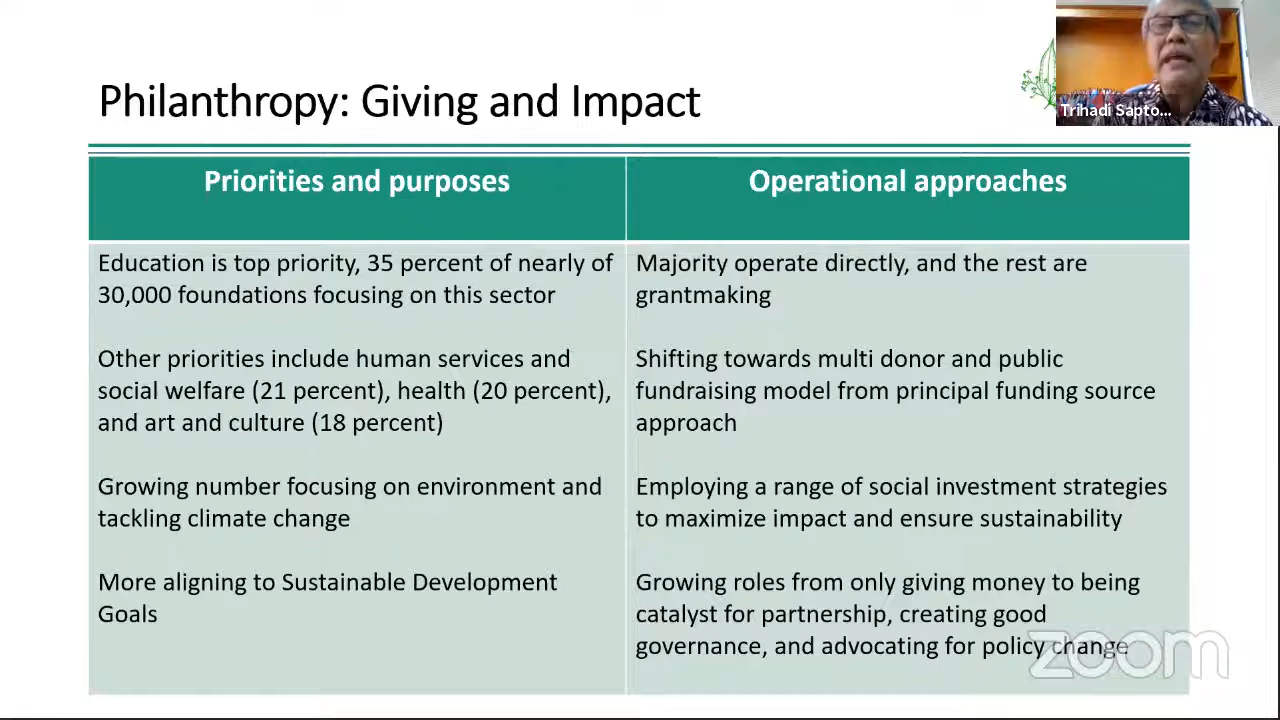 Philanthropy: Giving and Impact
Trihadi Sapto...
Priorities and purposes
Operational approaches
Education is top priority, 35 percent of nearly of
30,000 foundations focusing on this sector
Other priorities include human services and
social welfare (21 percent), health (20 percent),
and art and culture (18 percent)
Growing number focusing on environment and
tackling climate change
More aligning to Sustainable Development
Goals
Majority operate directly, and the rest are
grantmaking
Shifting towards multi donor and public
fundraising model from principal funding source
approach
Employing a range of social investment strategies
to maximize impact and ensure sustainability
Growing roles from only giving money to being
catalyst for partnership, creating good
governance, and advocating for policy change
zoom